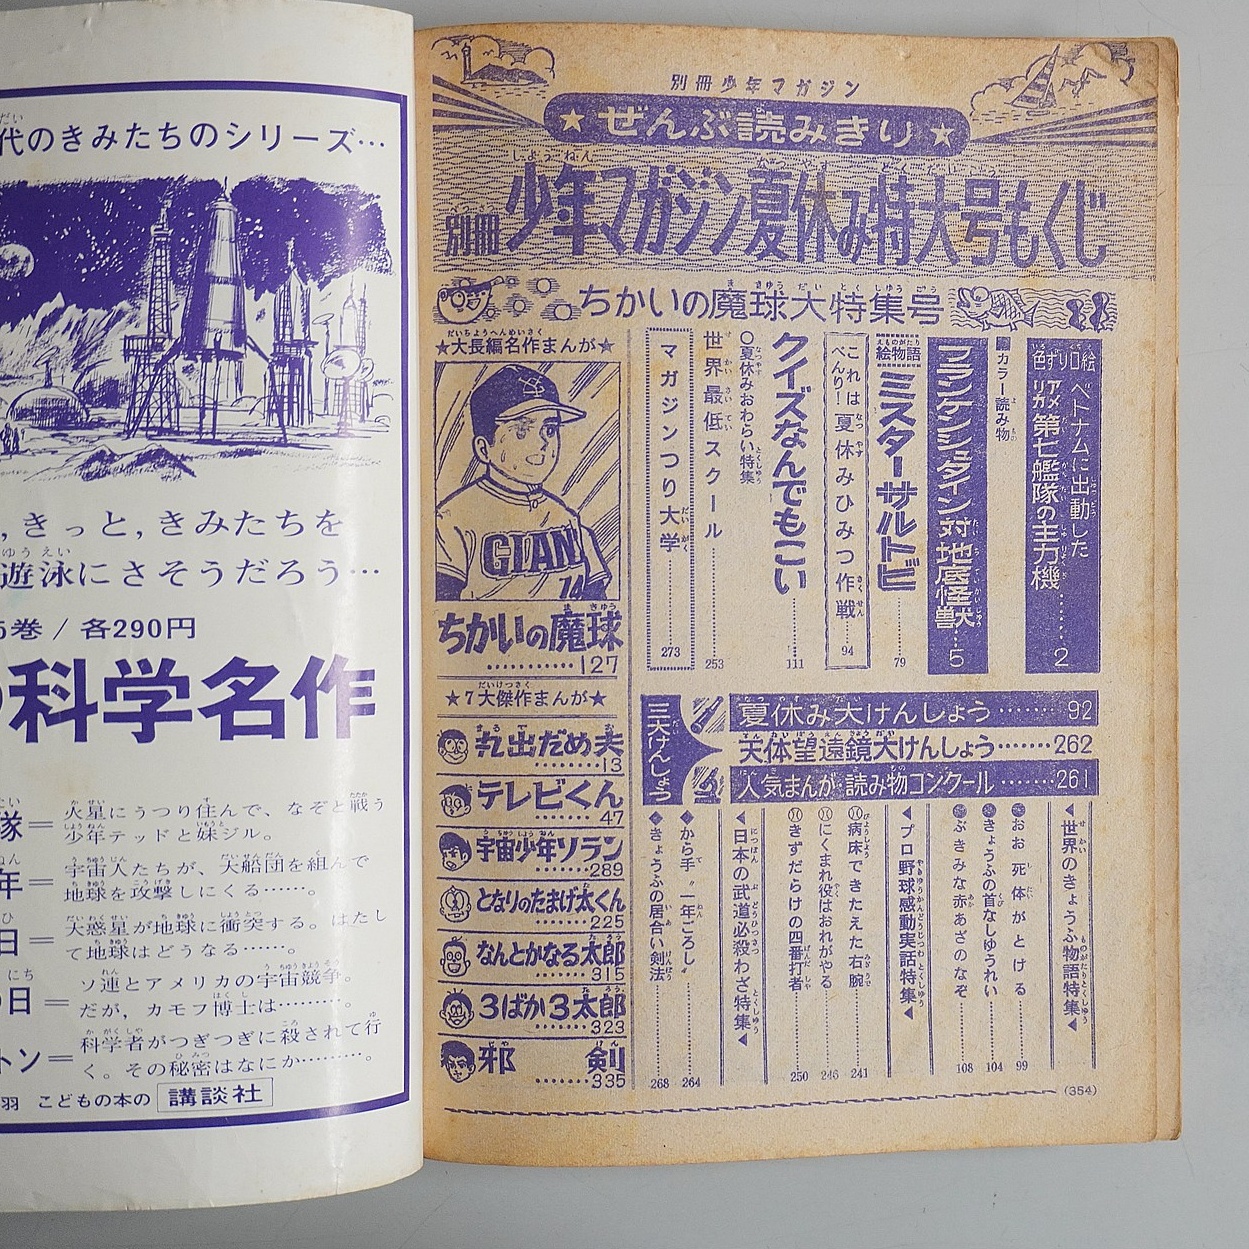 代のきみたちのシリーズ…
,きっと,きみたちを
遊泳にさそうだろう…
巻 / 各290円
科学名作
隊＝火星にうつり住んで、なぞと戦う
少年テッドと妹ジル。
年＝宇宙人たちが、大船団を組んで
地球を攻撃しにくる……。
日＝大惑星が地球に衝突する。はたし
て地球はどうなる……。
の日＝ソ連とアメリカの宇宙競争。
だが、カモフ博士は………。
トン＝科学者がつぎつぎに殺されて行
く。その秘密はなにか………。
羽 こどもの本の 講談社
別冊少年マガジン
★ぜんぶ読みきり★
別冊少年マガジン夏休み特大号もくじ
ちかいの魔球大特集号
色ずり口絵 ベトナムに出動した
アメリカ第七艦隊の主力機……2
カラー読み物
フランケンシュタイン対地底怪獣…5
絵物語 ミスターサルトビ……79
これはべんり！夏休みひみつ作戦……94
クイズなんでもこい……111
○夏休みおわらい特集
世界最低スクール……253
マガジンつり大学……273
★大長編名作まんが★
GIAN
14
ちかいの魔球
………127
★7大傑作まんが★
丸出だめ夫
………13
テレビくん
………47
宇宙少年ソラン
………289
となりのたまげ太くん
………225
なんとかなる太郎
………315
3ばか3太郎
………323
邪剣
………335
三大けんしょう
夏休み大けんしょう……92
天体望遠鏡大けんしょう……262
人気まんが・読み物コンクール……261
▲世界のきょうふ物語特集▲
おお死体がとける……99
きょうふの首なしゆうれい……104
ぶきみな赤あざのなぞ……108
▲プロ野球感動実話特集▲
病床できたえた右腕……241
にくまれ役はおれがやる……246
きずだらけの四番打者……250
▲日本の武道必殺わざ特集▲
から手〝一年ごろし〟……264
きょうふの居合い剣法……268
(354)